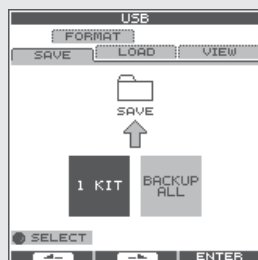 USB
FORMAT
SAVE LOAD VIEW
SAVE
1 KIT BACKUP
ALL
SELECT
ENTER